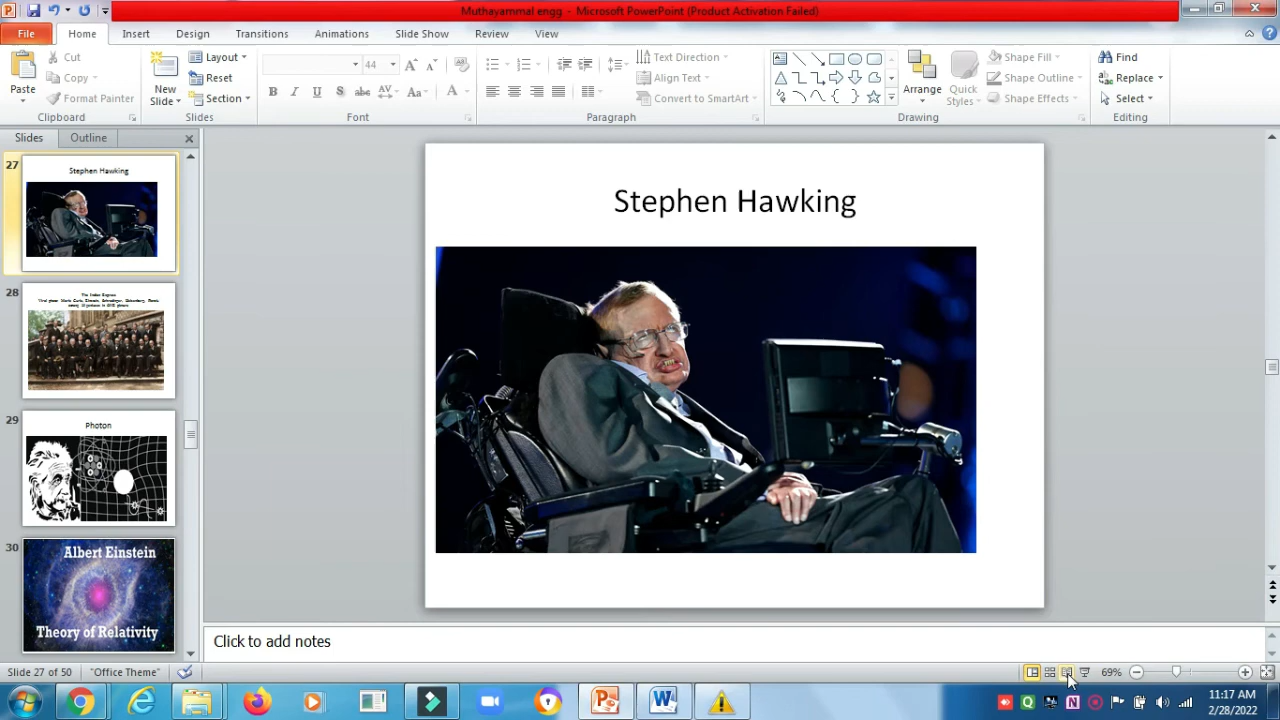 Muthayammal engg - Microsoft PowerPoint (Product Activation Failed)
File Home Insert Design Transitions Animations Slide Show Review View
Cut
Copy
Format Painter
Paste
Clipboard
New Slide
Layout
Reset
Section
Slides
44
B I U S abc AV Aa A
Font
Text Direction
Align Text
Convert to SmartArt
Paragraph
Arrange
Quick Styles
Shape Fill
Shape Outline
Shape Effects
Drawing
Find
Replace
Select
Editing
Slides Outline
27
Stephen Hawking
28
29
Photon
30
Albert Einstein
Theory of Relativity
Stephen Hawking
Click to add notes
Slide 27 of 50 "Office Theme" 69%
11:17 AM
2/28/2022